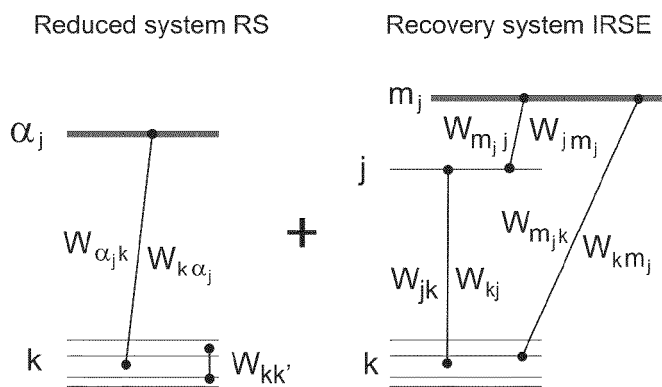 Reduced system RS
Recovery system IRSE
α_j
W_{α_j k} W_{k α_j}
k
W_{kk'}
+
m_j
W_{m_j j} W_{j m_j}
j
W_{m_j k} W_{k m_j}
W_{jk} W_{kj}
k